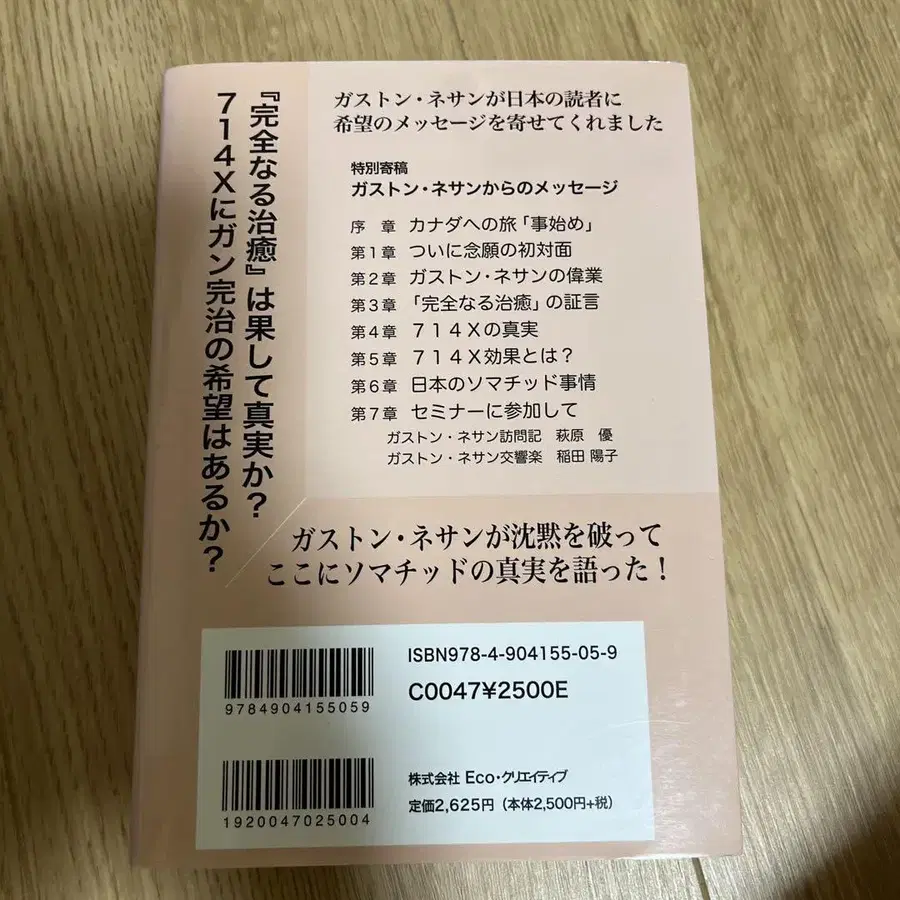 『完全なる治癒』は果して真実か?
714Xにガン完治の希望はあるか?
ガストン・ネサンが日本の読者に
希望のメッセージを寄せてくれました
特別寄稿
ガストン・ネサンからのメッセージ
序 章 カナダへの旅「事始め」
第1章 ついに念願の初対面
第2章 ガストン・ネサンの偉業
第3章 「完全なる治癒」の証言
第4章 714Xの真実
第5章 714X効果とは?
第6章 日本のソマチッド事情
第7章 セミナーに参加して
ガストン・ネサン訪問記 萩原 優
ガストン・ネサン交響楽 稲田 陽子
ガストン・ネサンが沈黙を破って
ここにソマチッドの真実を語った!
ISBN978-4-904155-05-9
C0047¥2500E
9784904155059
株式会社 Eco・クリエイティブ
定価2,625円(本体2,500円+税)
1920047025004